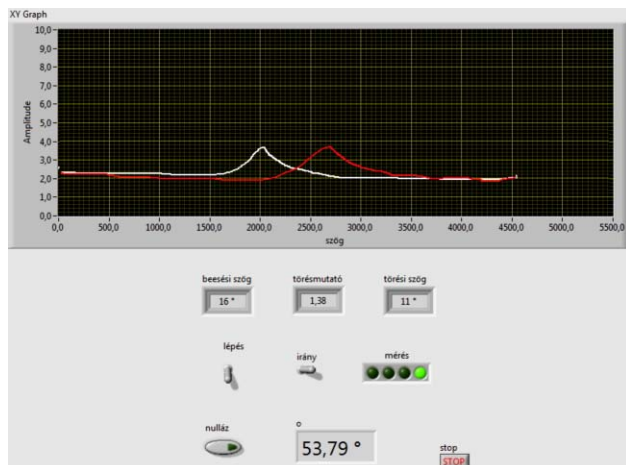 XY Graph
10,0
9,0
8,0
7,0
6,0
5,0
4,0
3,0
2,0
1,0
0,0
Amplitude
0,0 500,0 1000,0 1500,0 2000,0 2500,0 3000,0 3500,0 4000,0 4500,0 5000,0 5500,0
szög
beesési szög törésmutató törési szög
16 ° 1,38 11 °
lépés irány mérés
nulláz o
53,79 ° stop
STOP